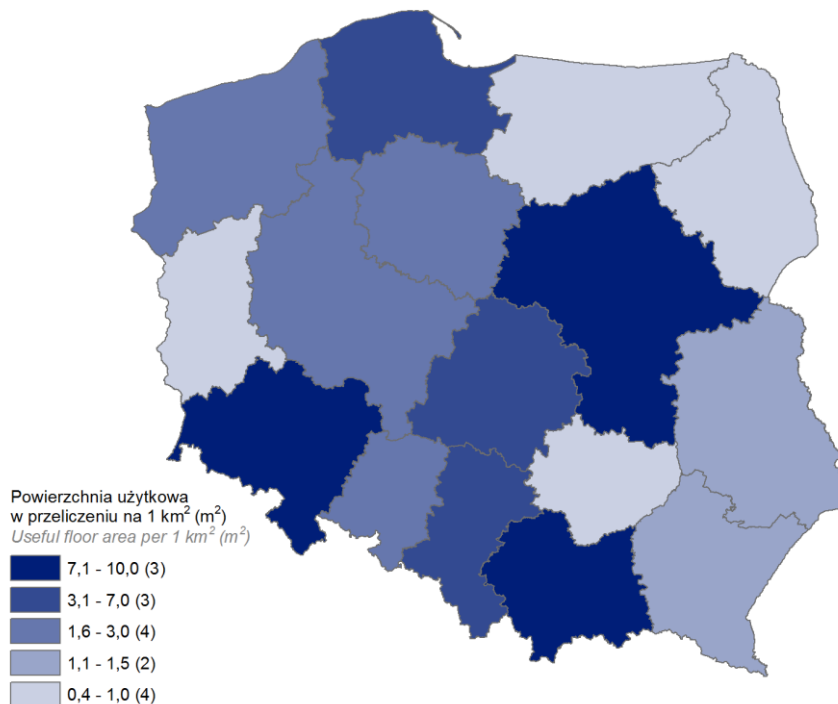 Powierzchnia użytkowa
w przeliczeniu na 1 km² (m²)
Useful floor area per 1 km² (m²)
7,1 - 10,0 (3)
3,1 - 7,0 (3)
1,6 - 3,0 (4)
1,1 - 1,5 (2)
0,4 - 1,0 (4)